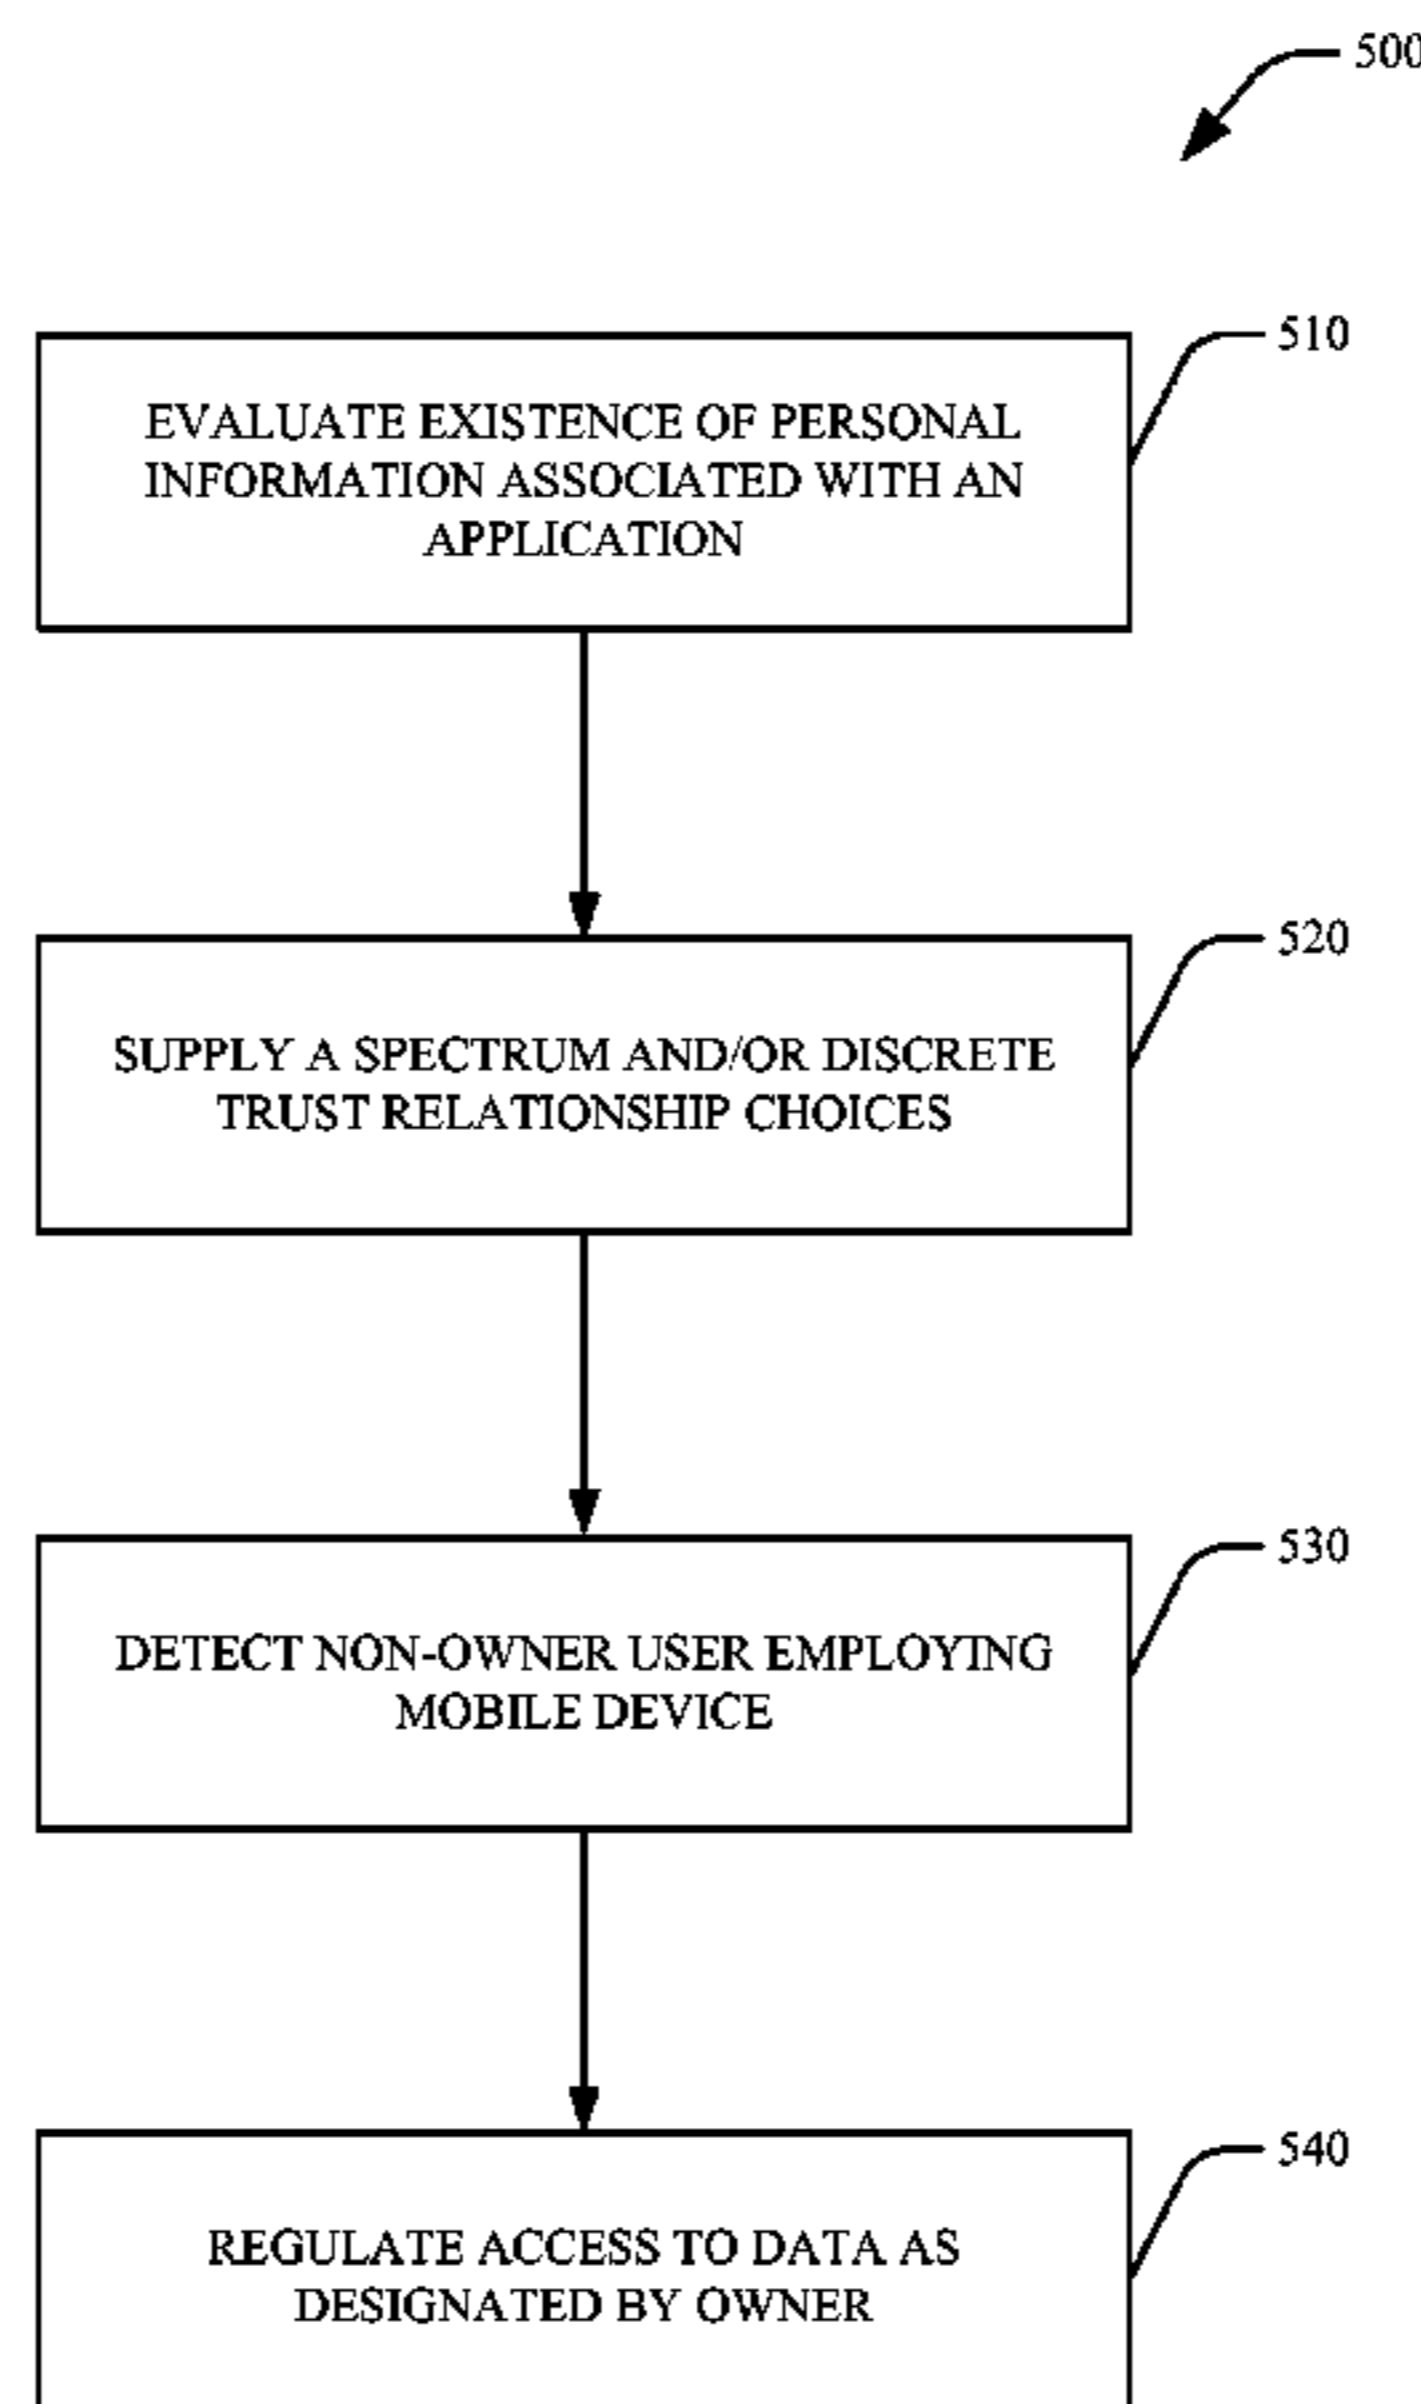 500
510
EVALUATE EXISTENCE OF PERSONAL
INFORMATION ASSOCIATED WITH AN
APPLICATION
520
SUPPLY A SPECTRUM AND/OR DISCRETE
TRUST RELATIONSHIP CHOICES
530
DETECT NON-OWNER USER EMPLOYING
MOBILE DEVICE
540
REGULATE ACCESS TO DATA AS
DESIGNATED BY OWNER